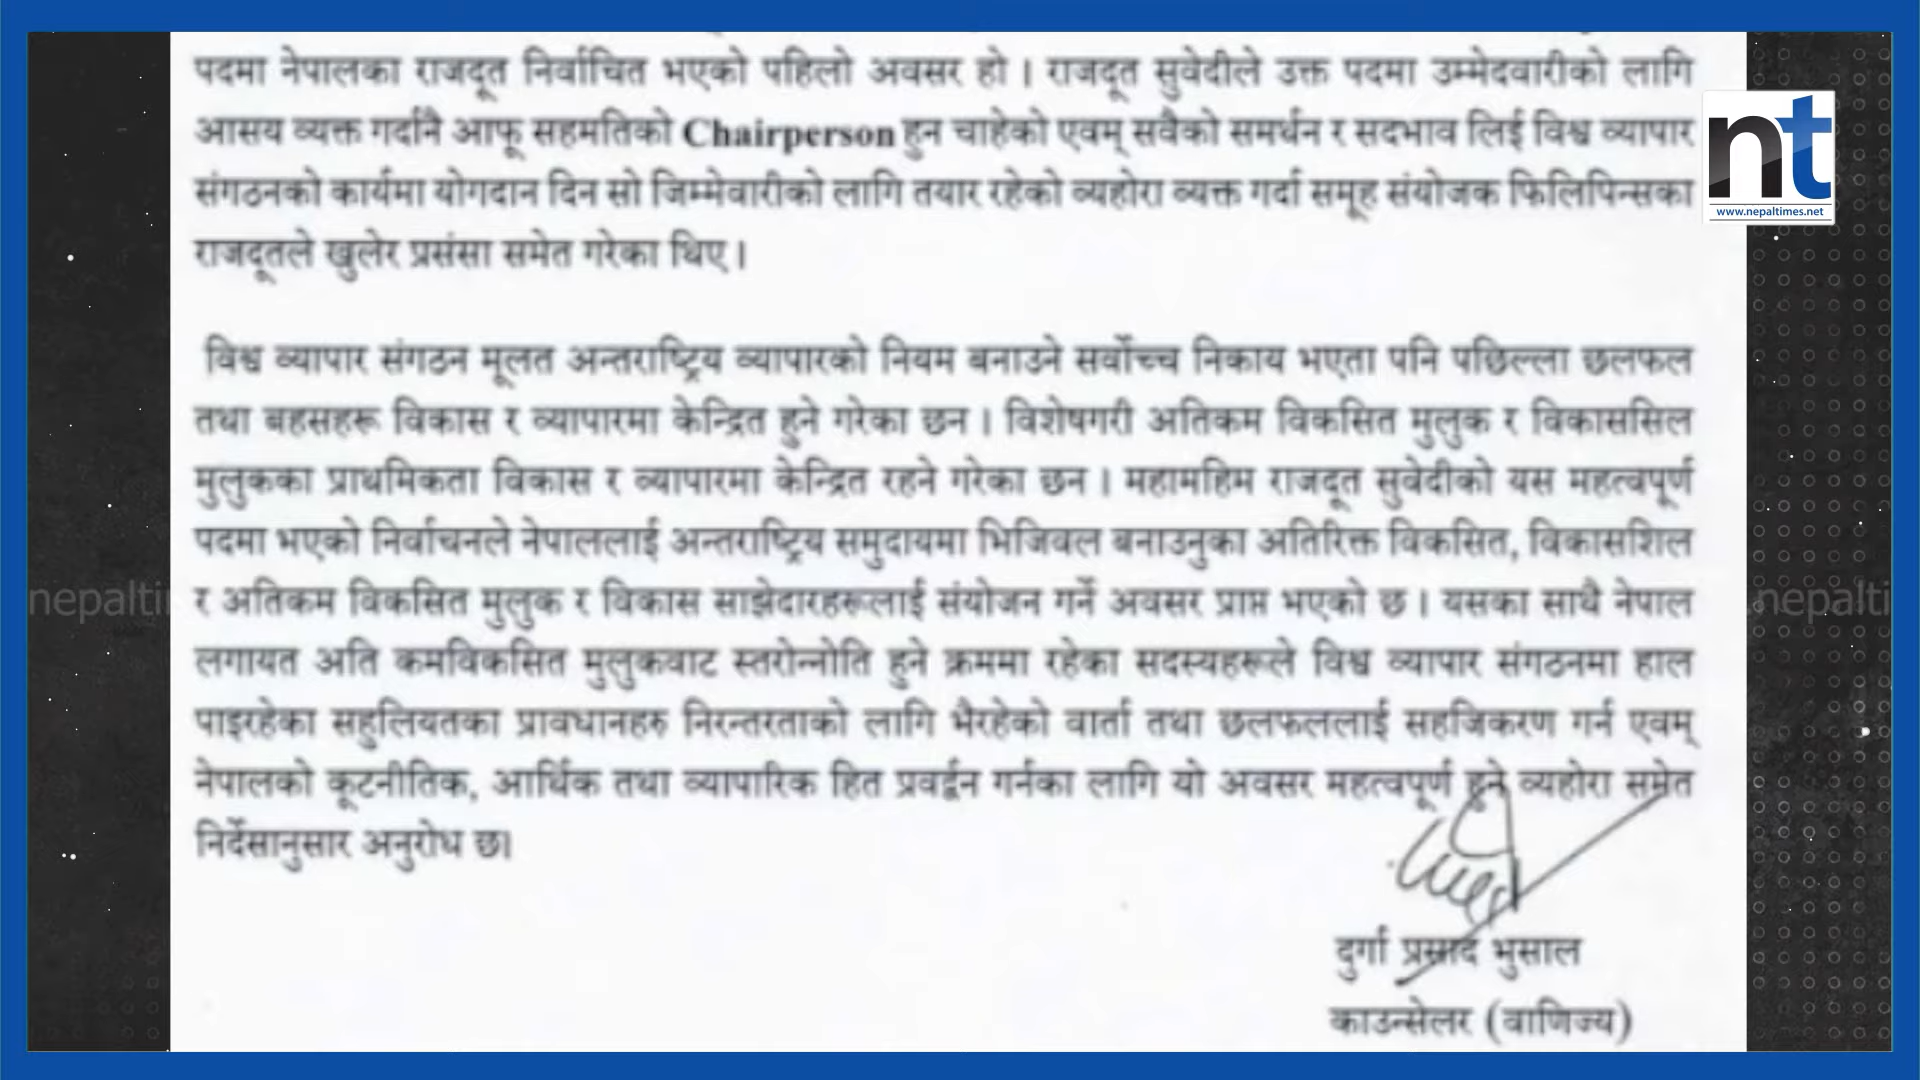 पदमा नेपालका राजदूत निर्वाचित भएको पहिलो अवसर हो । राजदूत सुवेदीले उक्त पदमा उम्मेदवारीको लागि
आसय व्यक्त गर्दानै आफू सहमतिको Chairperson हुन चाहेको एवम् सवैको समर्थन र सदभाव लिई विश्व व्यापार
संगठनको कार्यमा योगदान दिन सो जिम्मेवारीको लागि तयार रहेको व्यहोरा व्यक्त गर्दा समूह संयोजक फिलिपिन्सका
राजदूतले खुलेर प्रसंसा समेत गरेका थिए ।
विश्व व्यापार संगठन मूलत अन्तराष्ट्रिय व्यापारको नियम बनाउने सर्वोच्च निकाय भएता पनि पछिल्ला छलफल
तथा बहसहरू विकास र व्यापारमा केन्द्रित हुने गरेका छन । विशेषगरी अतिकम विकसित मुलुक र विकाससिल
मुलुकका प्राथमिकता विकास र व्यापारमा केन्द्रित रहने गरेका छन । महामहिम राजदूत सुवेदीको यस महत्वपूर्ण
पदमा भएको निर्वाचनले नेपाललाई अन्तराष्ट्रिय समुदायमा भिजिवल बनाउनुका अतिरिक्त विकसित, विकासशिल
र अतिकम विकसित मुलुक र विकास साझेदारहरूलाई संयोजन गर्ने अवसर प्राप्त भएको छ । यसका साथै नेपाल
लगायत अति कमविकसित मुलुकवाट स्तरोन्नोति हुने क्रममा रहेका सदस्यहरूले विश्व व्यापार संगठनमा हाल
पाइरहेका सहुलियतका प्रावधानहरु निरन्तरताको लागि भैरहेको वार्ता तथा छलफललाई सहजिकरण गर्न एवम्
नेपालको कूटनीतिक, आर्थिक तथा व्यापारिक हित प्रवर्द्वन गर्नका लागि यो अवसर महत्वपूर्ण हुने व्यहोरा समेत
निर्देसानुसार अनुरोध छ।
दुर्गा प्रसाद भुसाल
काउन्सेलर (वाणिज्य)
nt
www.nepaltimes.net
nepalti
.nepalti